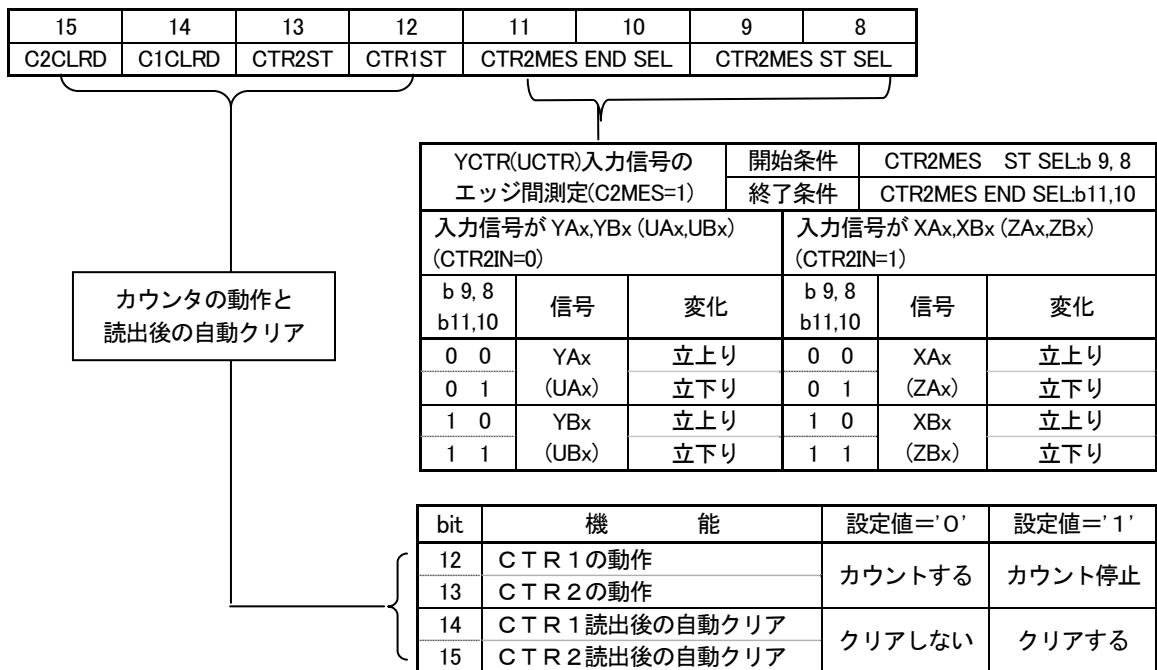 15 14 13 12 11 10 9 8
C2CLRD C1CLRD CTR2ST CTR1ST CTR2MES END SEL CTR2MES ST SEL
YCTR(UCTR)入力信号の 開始条件 CTR2MES ST SEL:b 9, 8
エッジ間測定(C2MES=1) 終了条件 CTR2MES END SEL:b11,10
入力信号が YAx,YBx (UAx,UBx) 入力信号が XAx,XBx (ZAx,ZBx)
(CTR2IN=0) (CTR2IN=1)
b 9, 8 信号 変化 b 9, 8 信号 変化
b11,10 b11,10
0 0 YAx 立上り 0 0 XAx 立上り
0 1 (UAx) 立下り 0 1 (ZAx) 立下り
1 0 YBx 立上り 1 0 XBx 立上り
1 1 (UBx) 立下り 1 1 (ZBx) 立下り
カウンタの動作と
読出後の自動クリア
bit 機 能 設定値='0' 設定値='1'
12 CTR1の動作 カウントする カウント停止
13 CTR2の動作
14 CTR1読出後の自動クリア クリアしない クリアする
15 CTR2読出後の自動クリア